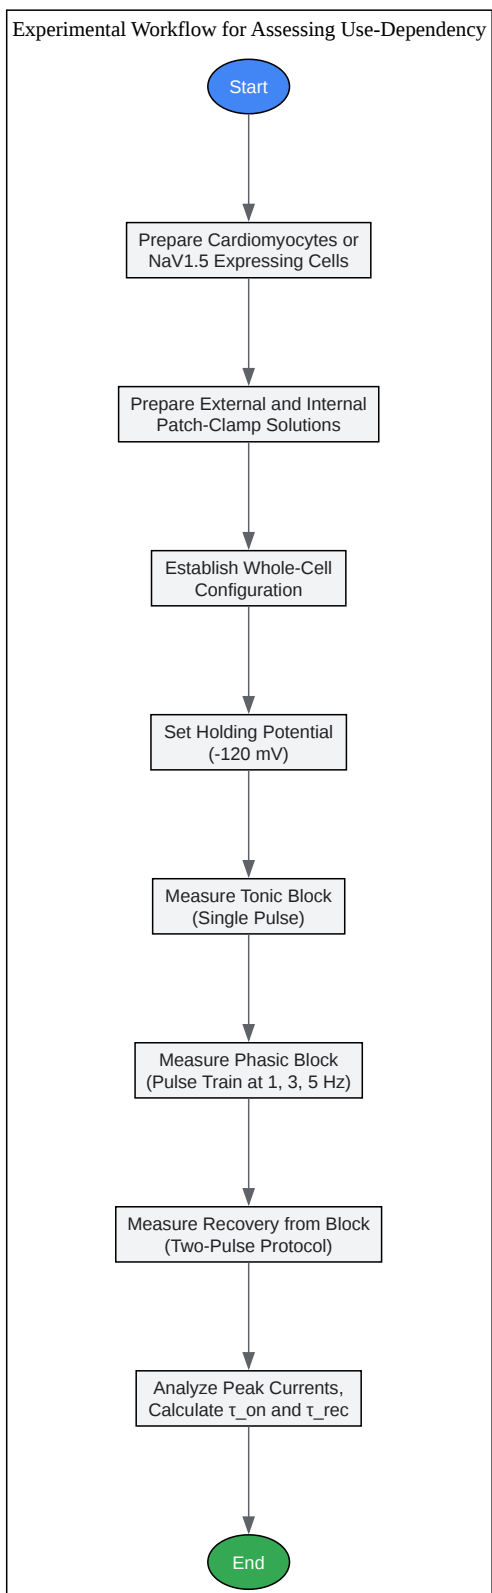 Experimental Workflow for Assessing Use-Dependency
Start
Prepare Cardiomyocytes or
NaV1.5 Expressing Cells
Prepare External and Internal
Patch-Clamp Solutions
Establish Whole-Cell
Configuration
Set Holding Potential
(-120 mV)
Measure Tonic Block
(Single Pulse)
Measure Phasic Block
(Pulse Train at 1, 3, 5 Hz)
Measure Recovery from Block
(Two-Pulse Protocol)
Analyze Peak Currents,
Calculate τ_on and τ_rec
End